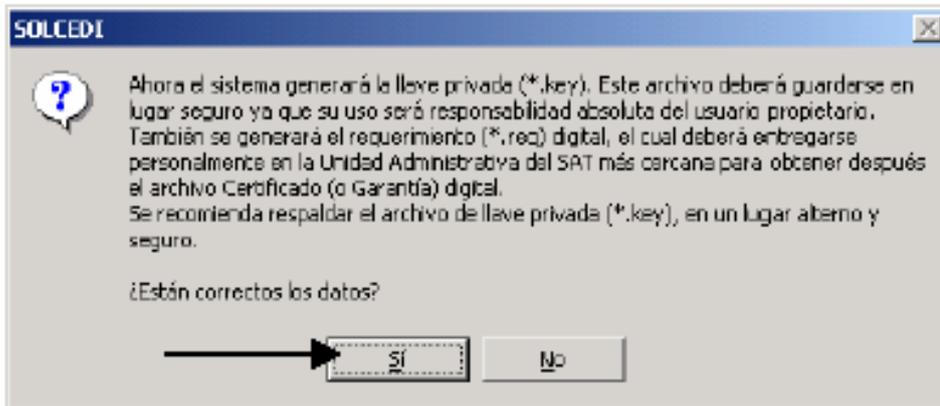 SOLCEDI
Ahora el sistema generará la llave privada (*.key). Este archivo deberá guardarse en
lugar seguro ya que su uso será responsabilidad absoluta del usuario propietario.
También se generará el requerimiento (*.req) digital, el cual deberá entregarse
personalmente en la Unidad Administrativa del SAT más cercana para obtener después
el archivo Certificado (o Garantía) digital.
Se recomienda respaldar el archivo de llave privada (*.key), en un lugar alterno y
seguro.
¿Están correctos los datos?
Sí No